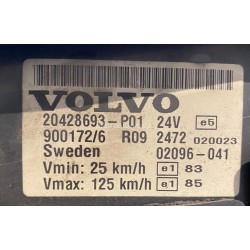 VOLVO
20428693-P01 24V e5
900172/6 R09 2472 020023
Sweden 02096-041
Vmin: 25 km/h e1 83
Vmax: 125 km/h e1 85